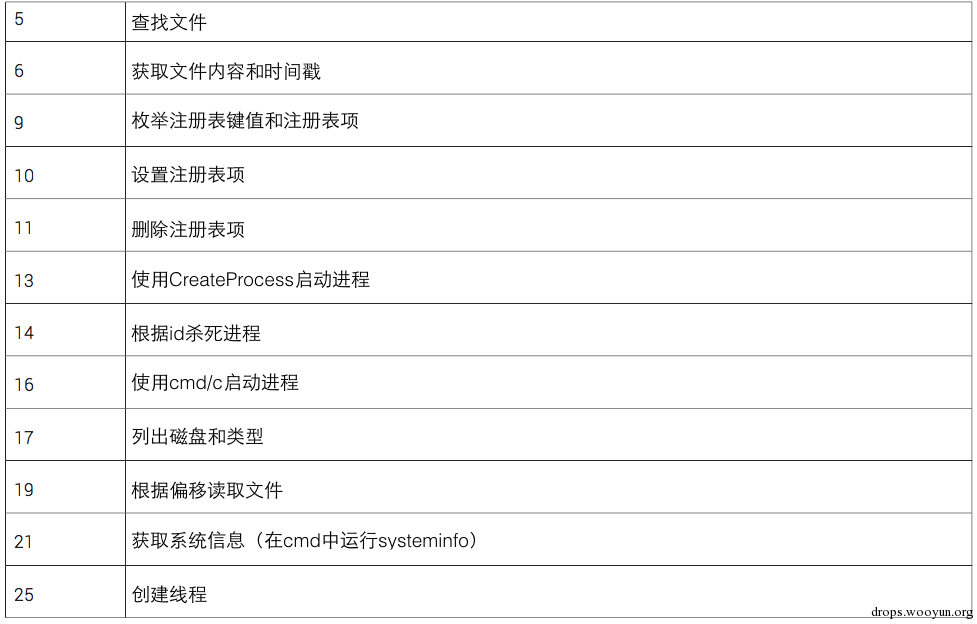 5 查找文件
6 获取文件内容和时间戳
9 枚举注册表键值和注册表项
10 设置注册表项
11 删除注册表项
13 使用CreateProcess启动进程
14 根据id杀死进程
16 使用cmd/c启动进程
17 列出磁盘和类型
19 根据偏移读取文件
21 获取系统信息（在cmd中运行systeminfo）
25 创建线程
drops.wooyun.org